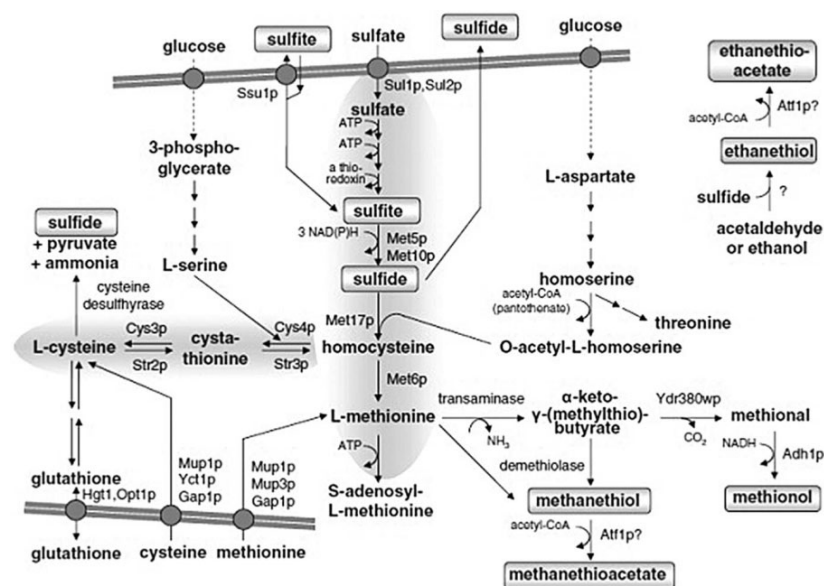 glucose
sulfite
sulfate
sulfide
glucose
ethanethio-
acetate
Ssu1p
Sul1p,Sul2p
acetyl-CoA
Atf1p?
sulfate
ATP
ATP
a thio-
redoxin
ethanethiol
3-phospho-
glycerate
L-aspartate
sulfide
?
acetaldehyde
or ethanol
sulfite
sulfide
+ pyruvate
+ ammonia
3 NAD(P)H
Met5p
Met10p
L-serine
sulfide
homoserine
cysteine
desulfhyrase
acetyl-CoA
(pantothenate)
threonine
Met17p
Cys3p
Cys4p
L-cysteine
cysta-
thionine
homocysteine
O-acetyl-L-homoserine
Str2p
Str3p
Met6p
L-methionine
transaminase
NH3
α-keto-
γ-(methylthio)-
butyrate
Ydr380wp
CO2
methional
NADH
Adh1p
methionol
ATP
demethiolase
S-adenosyl-
L-methionine
methanethiol
acetyl-CoA
Atf1p?
methanethioacetate
glutathione
Hgt1,Opt1p
Mup1p
Yct1p
Gap1p
Mup1p
Mup3p
Gap1p
glutathione
cysteine
methionine